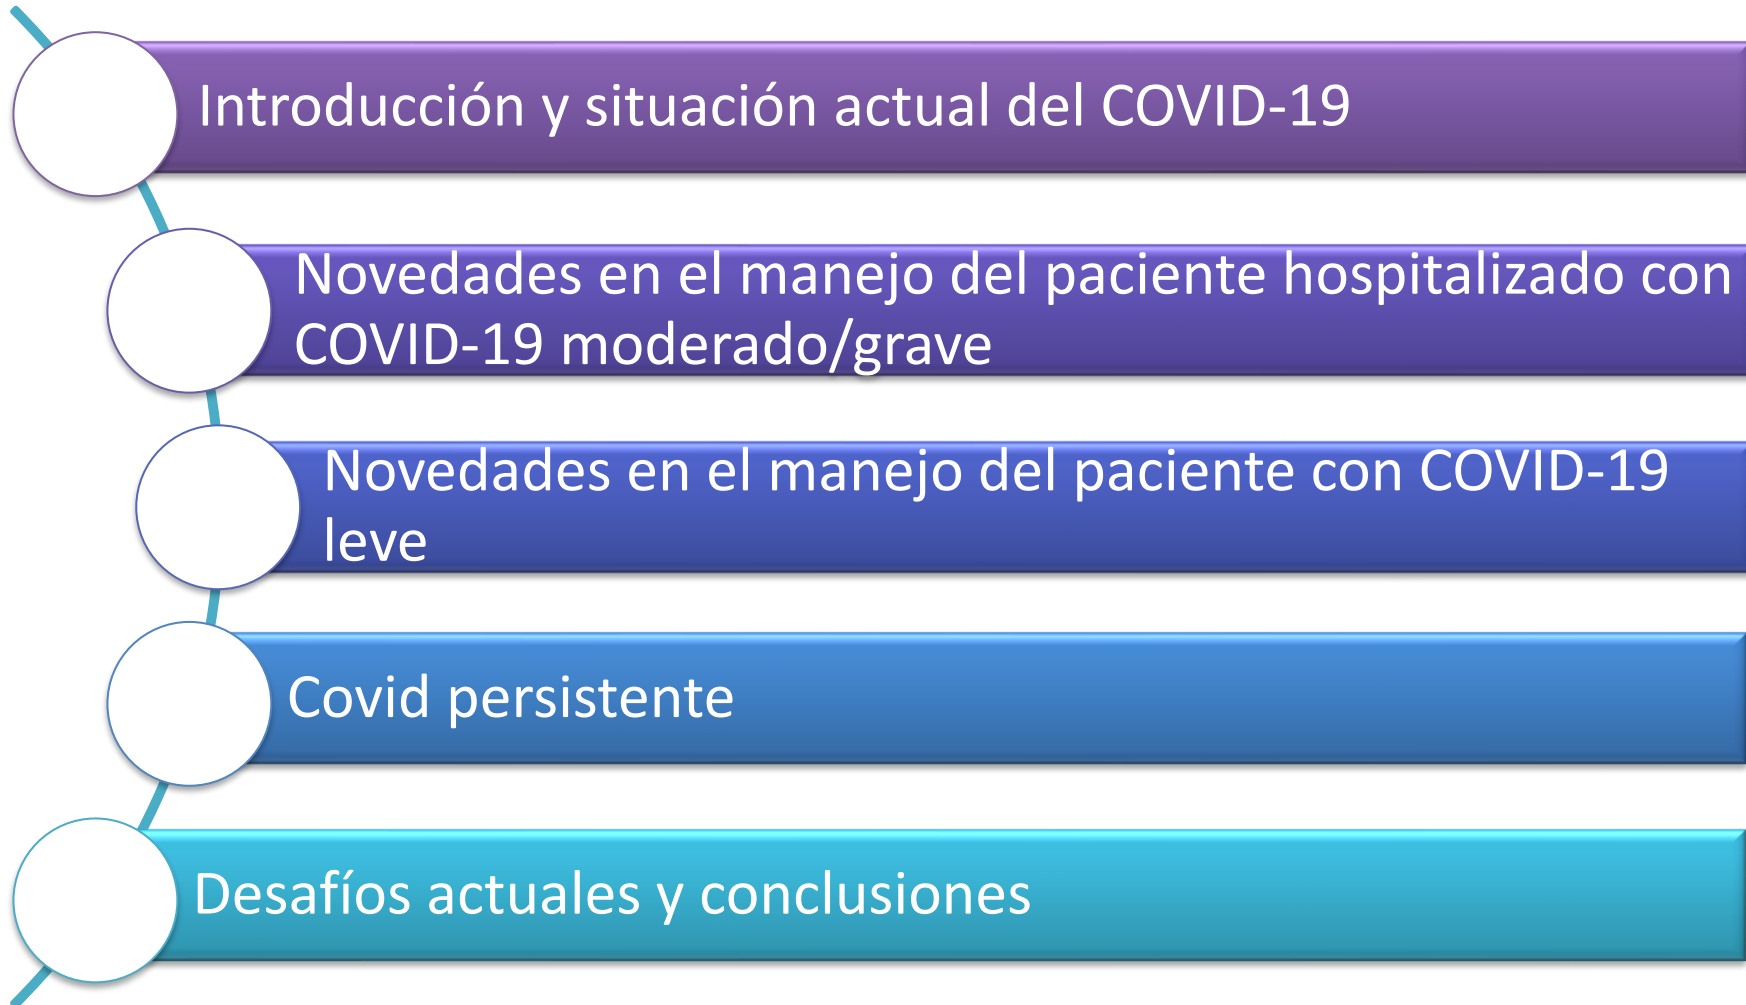 Introducción y situación actual del COVID-19
Novedades en el manejo del paciente hospitalizado con
COVID-19 moderado/grave
Novedades en el manejo del paciente con COVID-19
leve
Covid persistente
Desafíos actuales y conclusiones